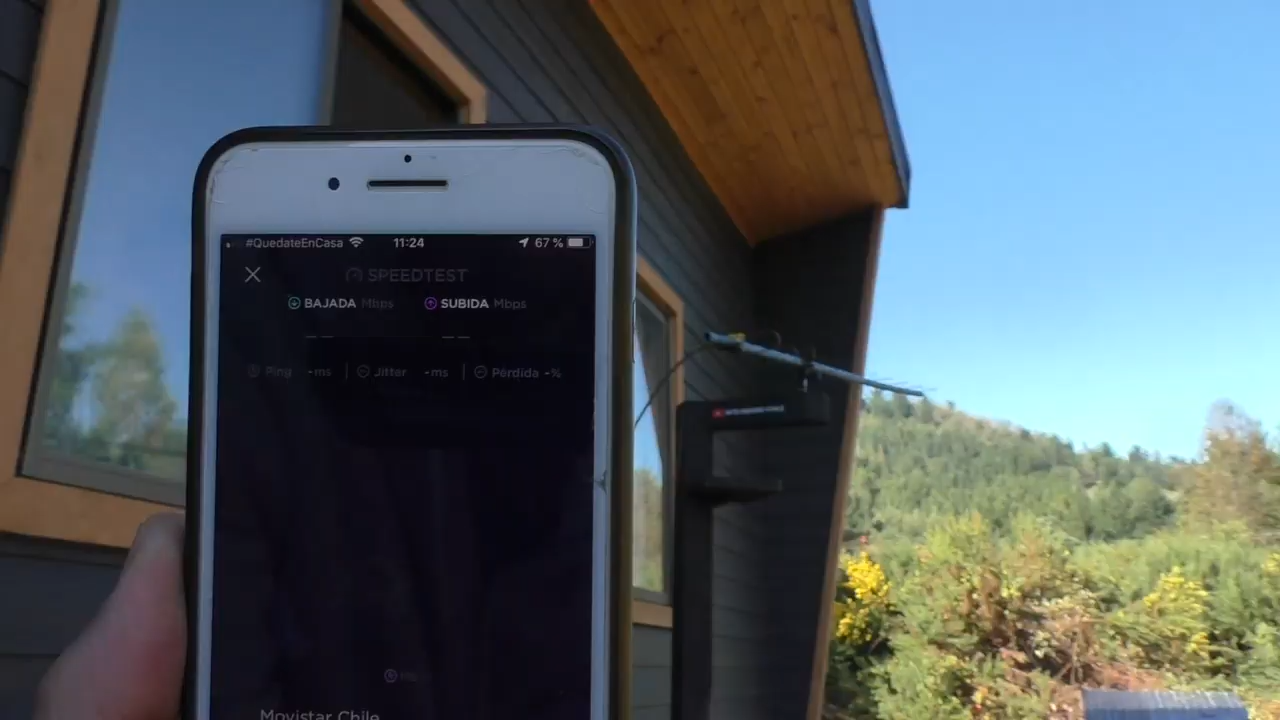 #QuedateEnCasa 11:24 67 %
SPEEDTEST
BAJADA Mbps SUBIDA Mbps
— — — —
Ping -ms Jitter -ms Pérdida -%
Movistar Chile